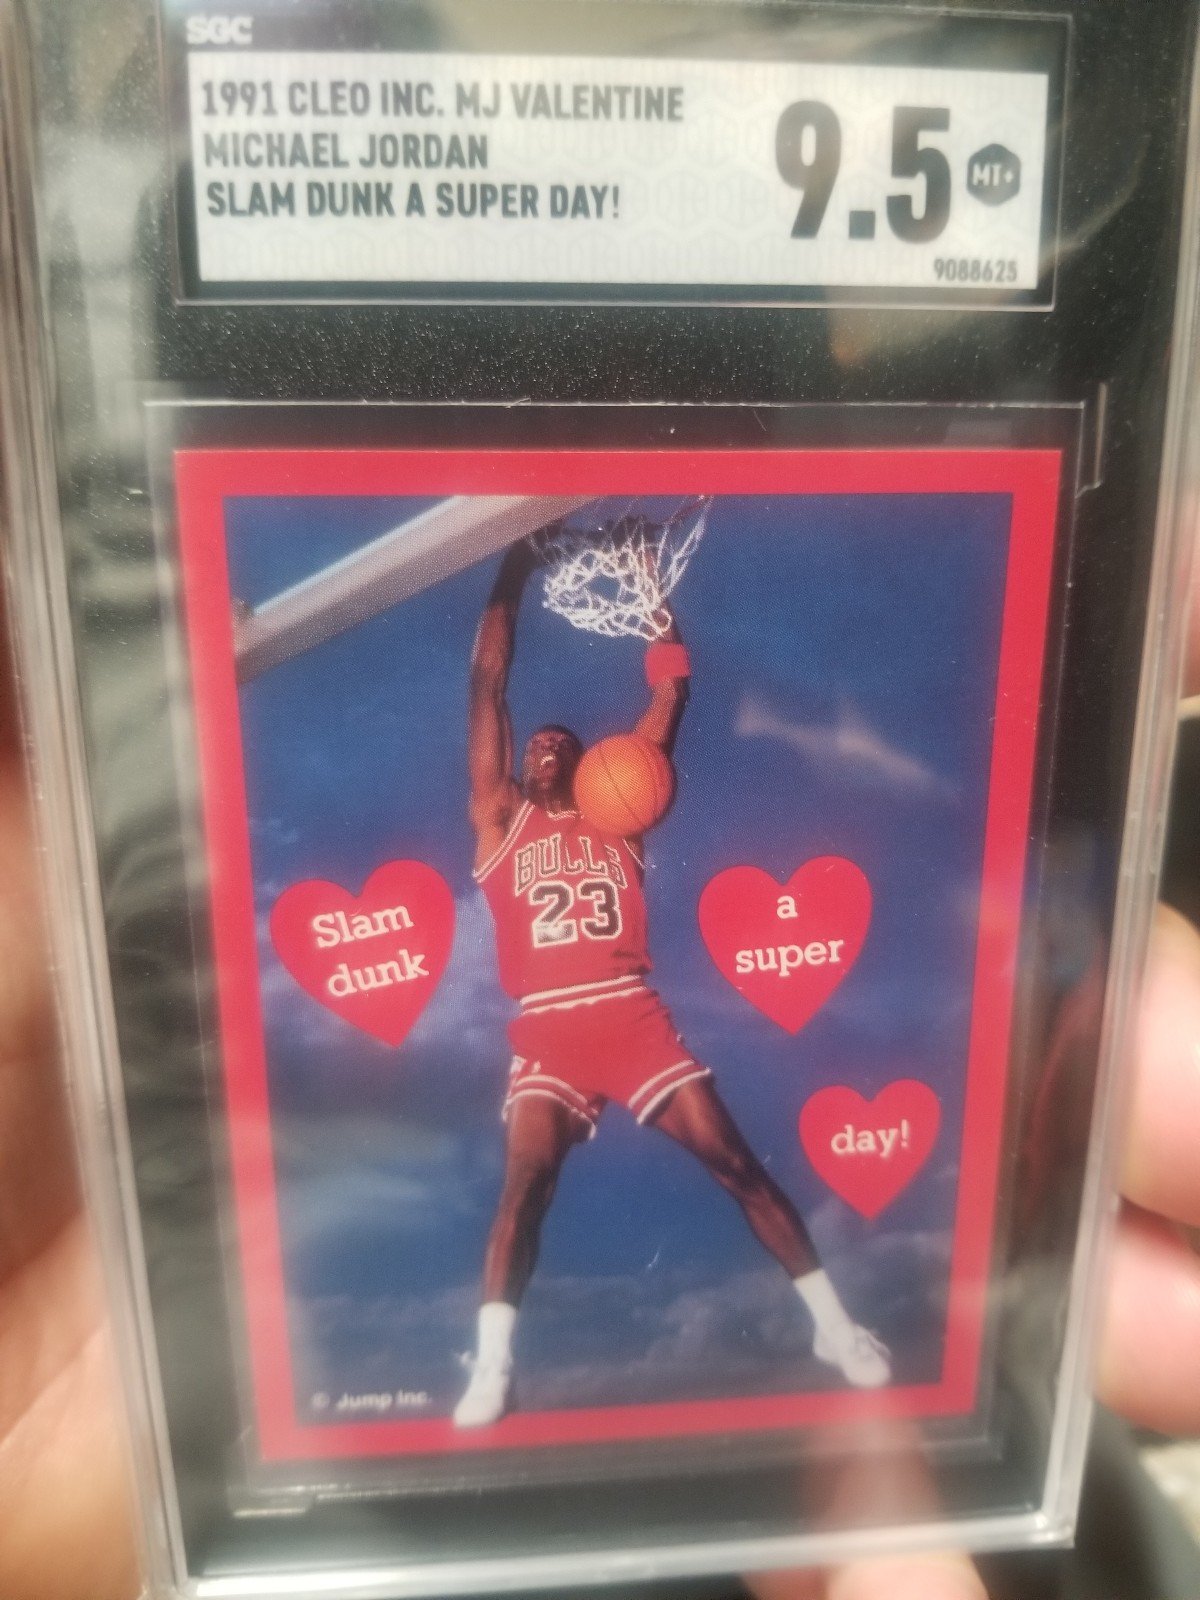 SGC
1991 CLEO INC. MJ VALENTINE
MICHAEL JORDAN
SLAM DUNK A SUPER DAY!
9.5
MT+
9088625
BULLS
23
Slam
dunk
a
super
day!
© Jump Inc.